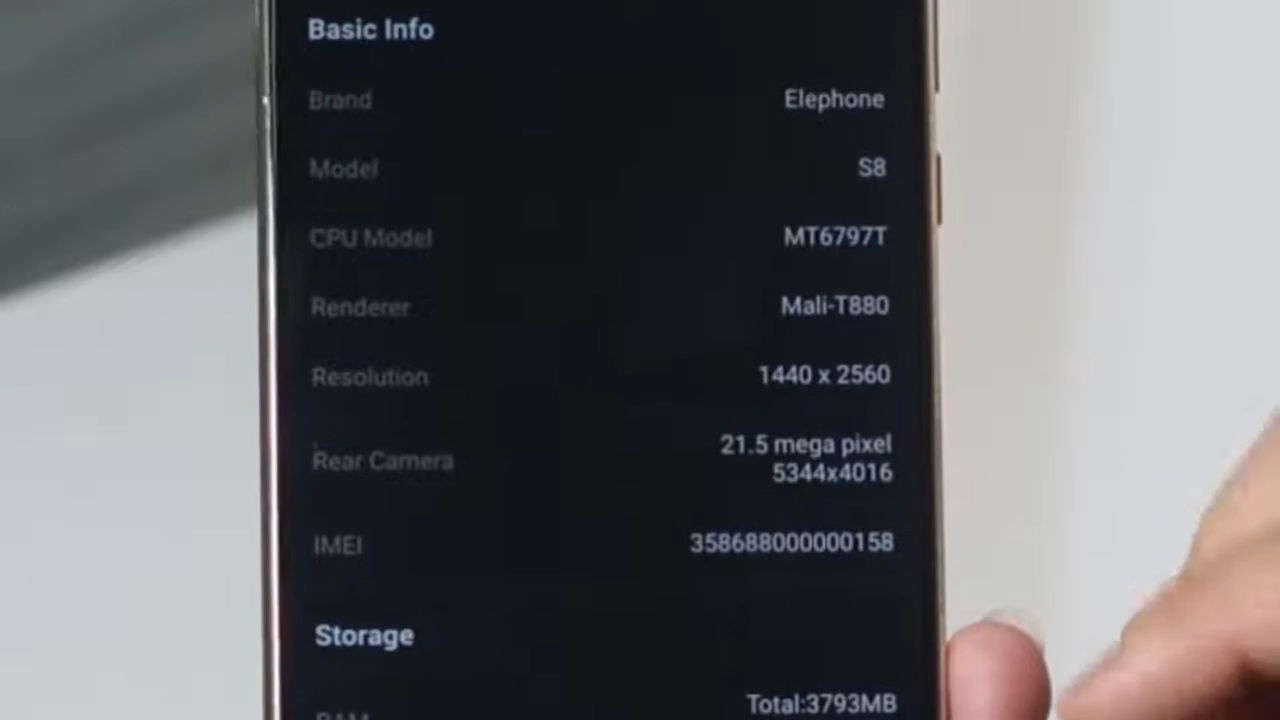 Basic Info
Brand Elephone
Model S8
CPU Model MT6797T
Renderer Mali-T880
Resolution 1440 x 2560
Rear Camera 21.5 mega pixel
5344x4016
IMEI 358688000000158
Storage
RAM Total:3793MB